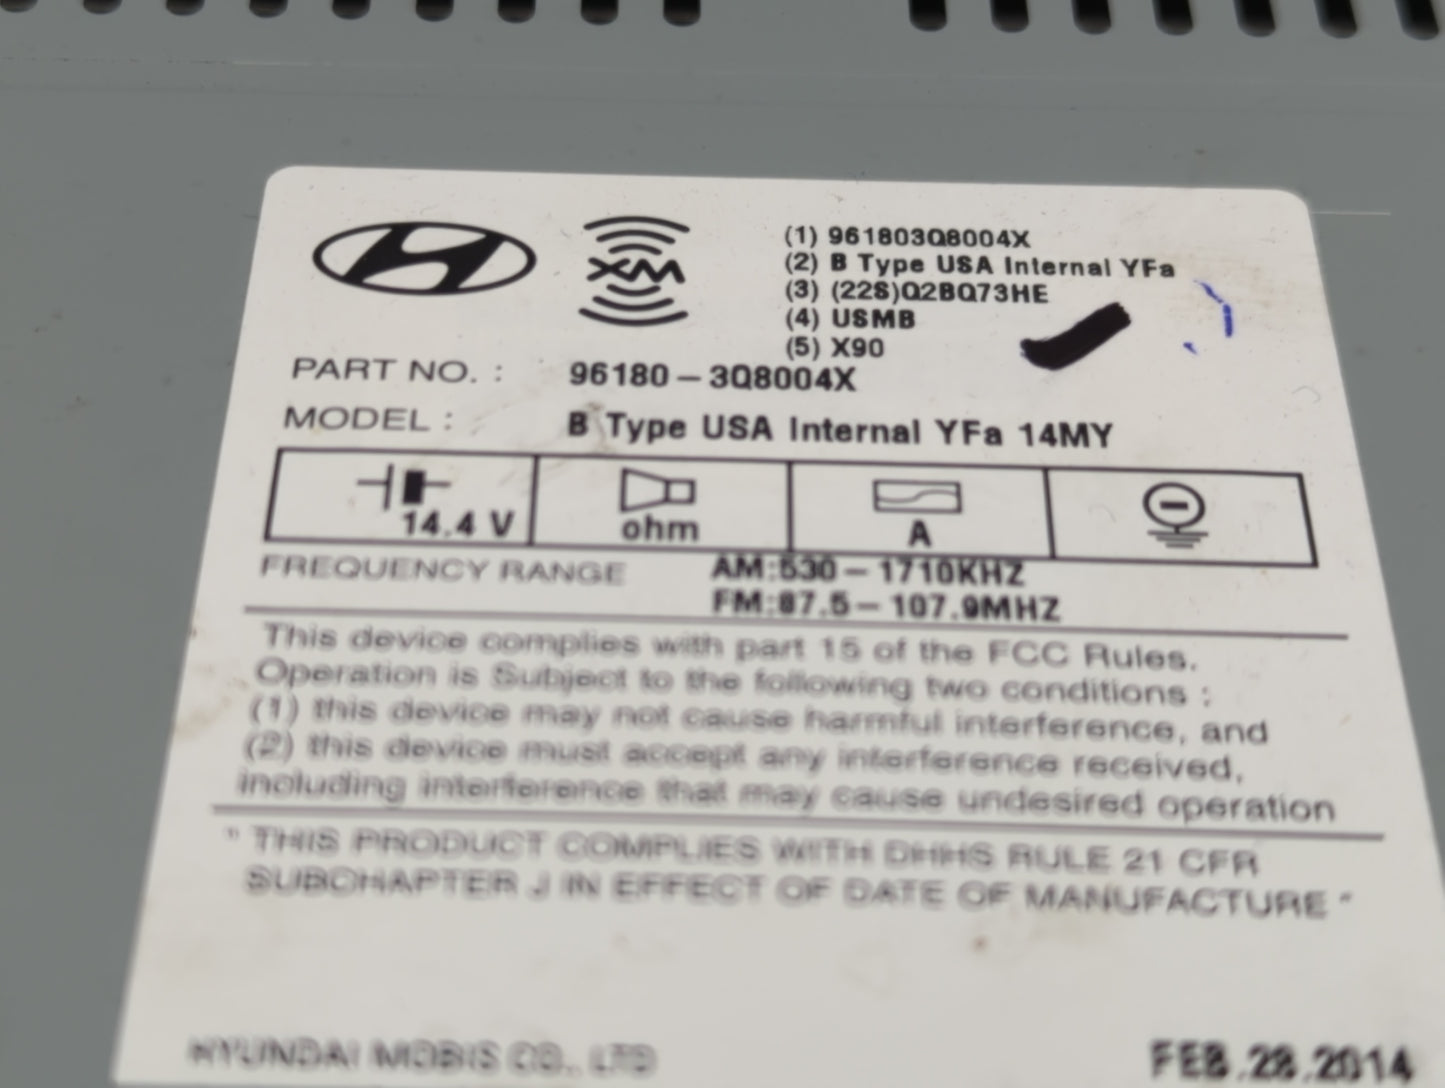 XM
(1) 961803Q8004X
(2) B Type USA Internal YFa
(3) (22S)Q2BQ73HE
(4) USMB
(5) X90
PART NO. : 96180-3Q8004X
MODEL : B Type USA Internal YFa 14MY
14.4 V ohm A
FREQUENCY RANGE AM:530-1710KHZ
FM:87.5-107.9MHZ
This device complies with part 15 of the FCC Rules.
Operation is Subject to the following two conditions :
(1) this device may not cause harmful interference, and
(2) this device must accept any interference received,
including interference that may cause undesired operation
" THIS PRODUCT COMPLIES WITH DHHS RULE 21 CFR
SUBCHAPTER J IN EFFECT OF DATE OF MANUFACTURE "
HYUNDAI MOBIS CO., LTD FEB.28.2014